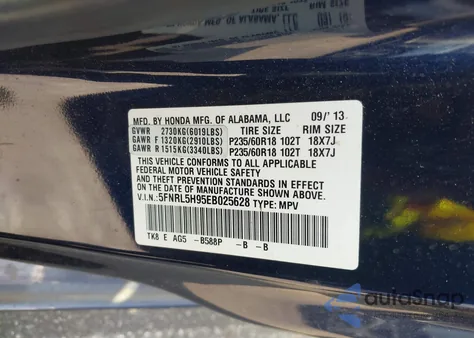 MFD. BY HONDA MFG. OF ALABAMA, LLC 09/'13
GVWR 2730KG(6019LBS) TIRE SIZE RIM SIZE
GAWR F 1320KG(2910LBS) P235/60R18 102T 18X7J
GAWR R 1515KG(3340LBS) P235/60R18 102T 18X7J
THIS VEHICLE CONFORMS TO ALL APPLICABLE
FEDERAL MOTOR VEHICLE SAFETY AND
THEFT PREVENTION STANDARDS IN EFFECT ON
THE DATE OF MANUFACTURE SHOWN ABOVE.
V.I.N.:5FNRL5H95EB025628 TYPE: MPV
TK8 E AG5 -B588P -B -B
autoSnap